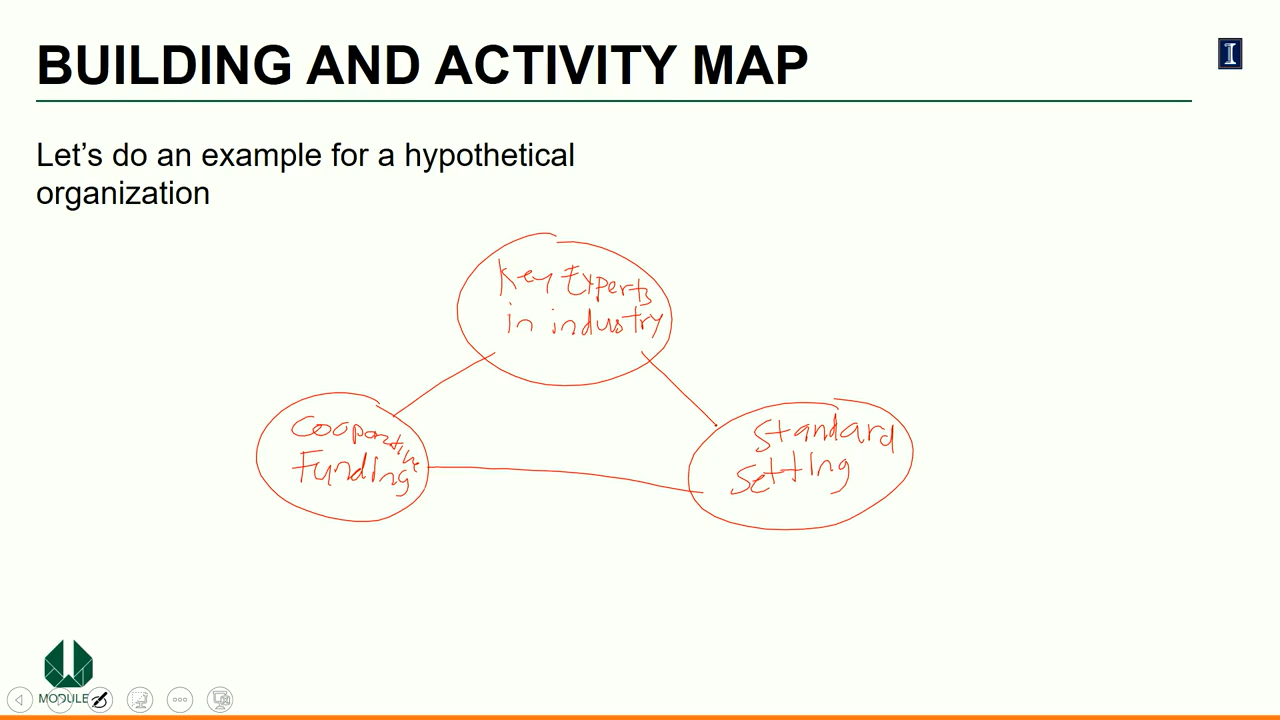 BUILDING AND ACTIVITY MAP
I
Let's do an example for a hypothetical
organization
Key Experts
in industry
Cooperative
Funding
Standard
Setting
MODULE